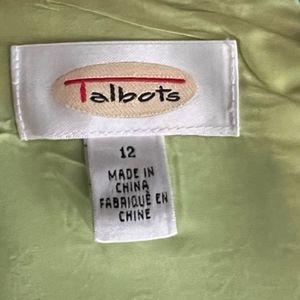 Talbots
12
MADE IN
CHINA
FABRIQUÉ EN
CHINE